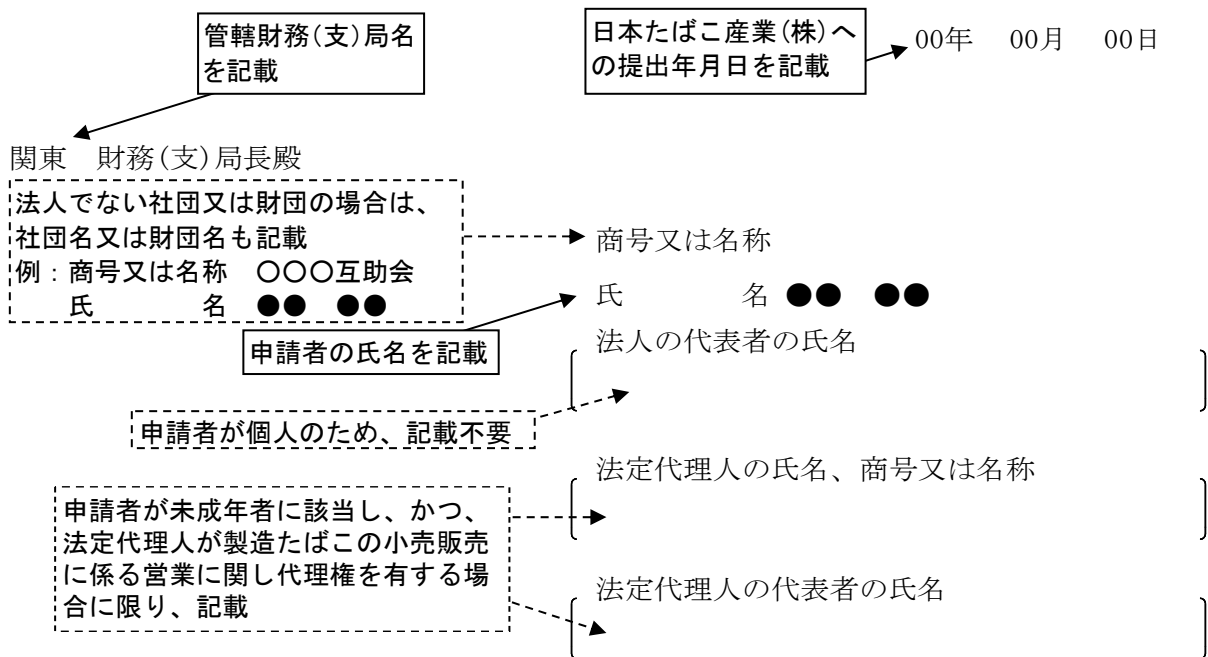 管轄財務(支)局名
を記載
日本たばこ産業(株)へ
の提出年月日を記載
00年　00月　00日
関東　財務(支)局長殿
法人でない社団又は財団の場合は、
社団名又は財団名も記載
例：商号又は名称　○○○互助会
氏　　　　名　●●　●●
商号又は名称
氏　　　　名 ●●　●●
申請者の氏名を記載
法人の代表者の氏名
申請者が個人のため、記載不要
法定代理人の氏名、商号又は名称
申請者が未成年者に該当し、かつ、
法定代理人が製造たばこの小売販売
に係る営業に関し代理権を有する場
合に限り、記載
法定代理人の代表者の氏名